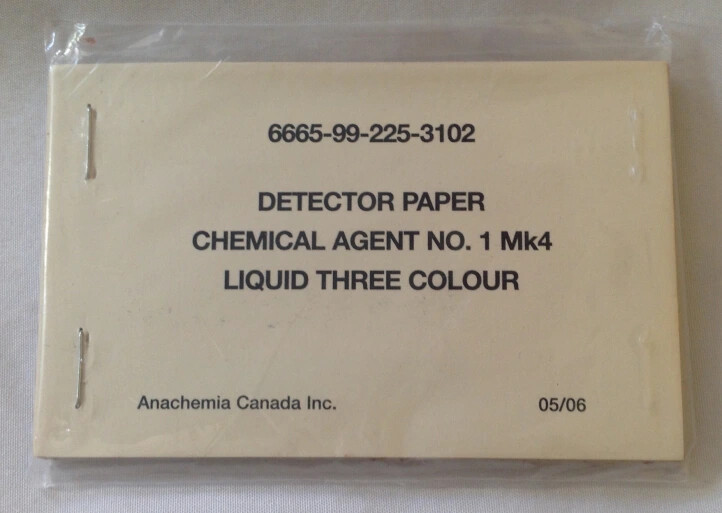 6665-99-225-3102
DETECTOR PAPER
CHEMICAL AGENT NO. 1 Mk4
LIQUID THREE COLOUR
Anachemia Canada Inc. 05/06